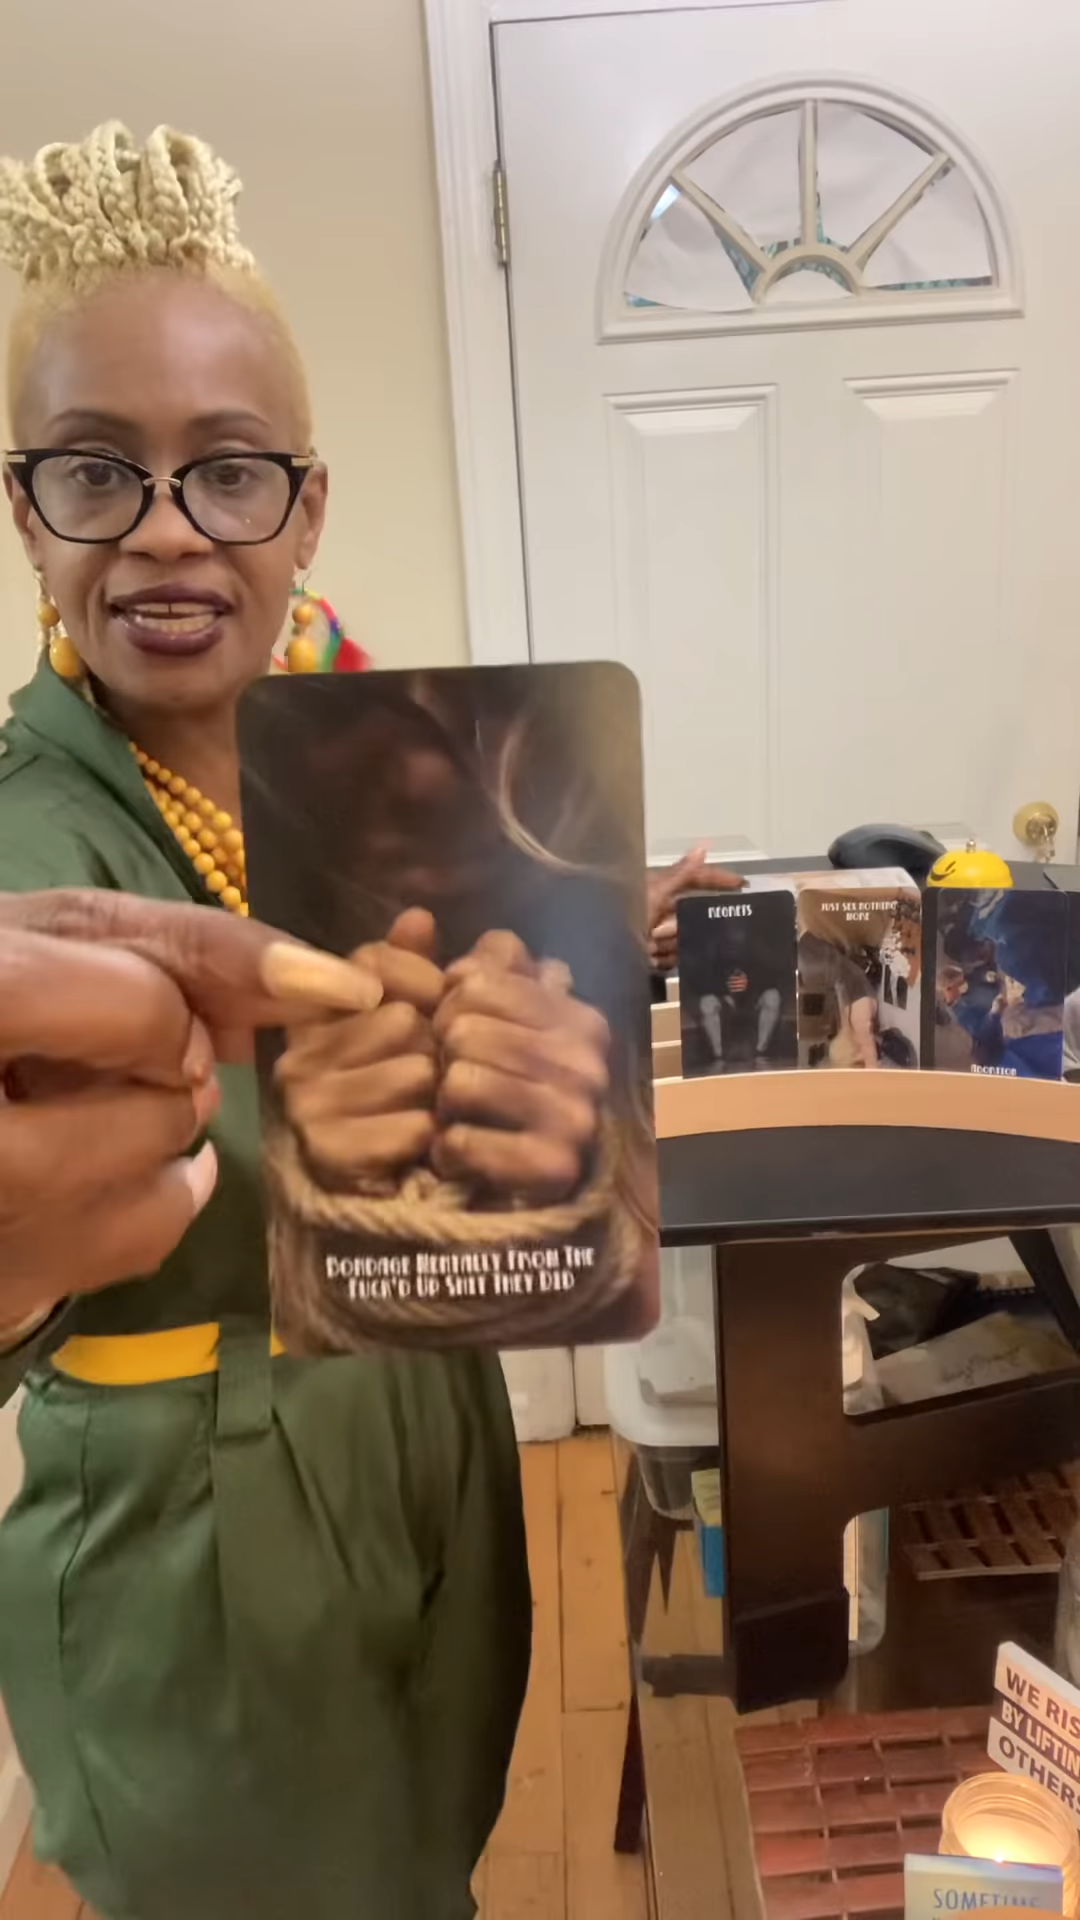 REGRETS
JUST SEX NOTHING
MORE
ABORTION
BONDAGE MENTALLY FROM THE
FUCK'D UP SHIT THEY DID
WE RIS
BY LIFTIN
OTHERS
SOMETIME